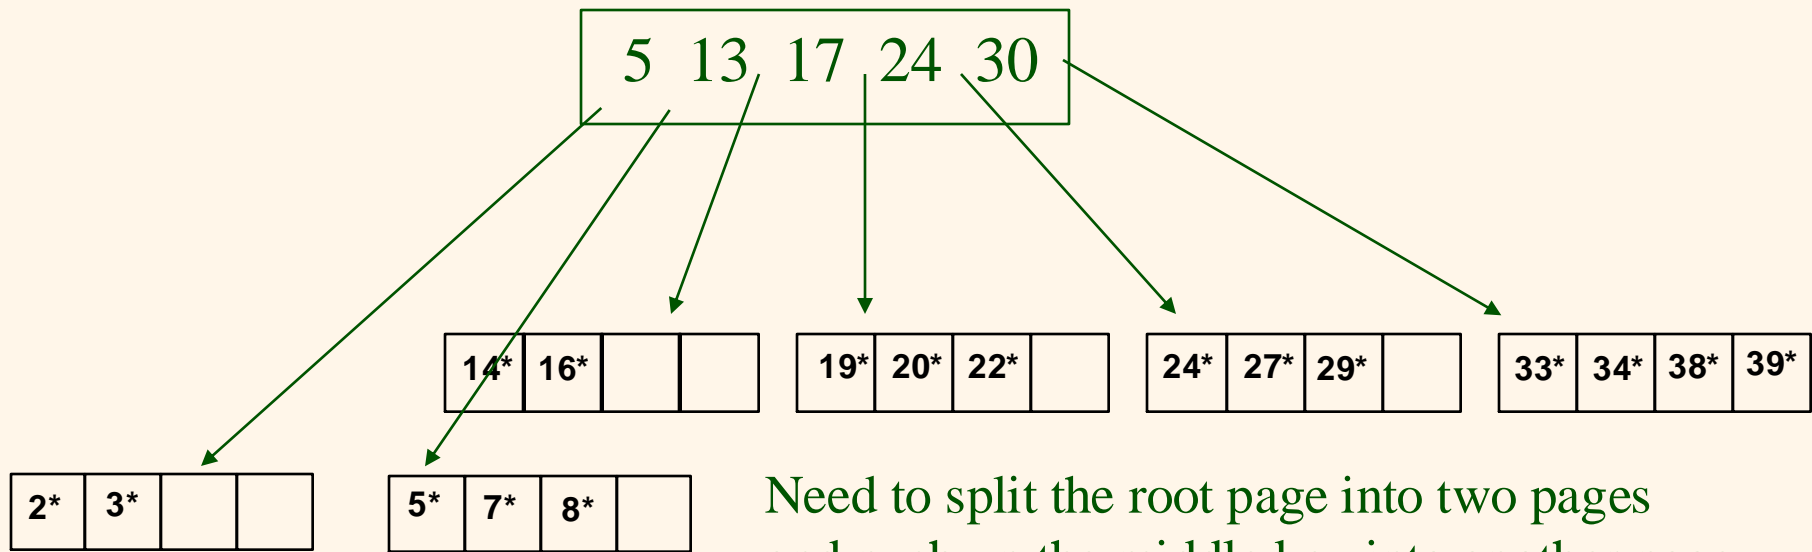 5 13 17 24 30
14* 16* 19* 20* 22* 24* 27* 29* 33* 34* 38* 39*
2* 3* 5* 7* 8*
Need to split the root page into two pages